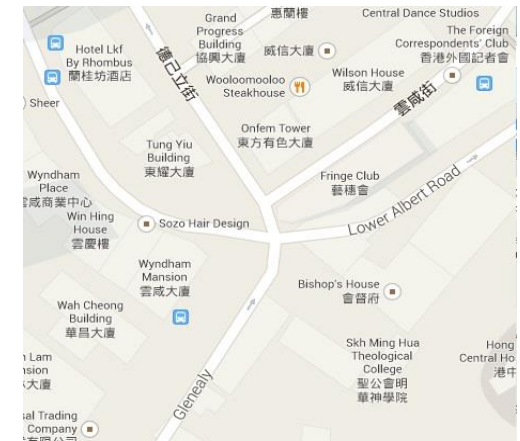 惠蘭樓
Central Dance Studios
Grand
Progress
Building
協興大廈
The Foreign
Correspondents' Club
香港外國記者會
Hotel Lkf
By Rhombus
蘭桂坊酒店
德己立街
威信大廈
Wilson House
威信大廈
Wooloomooloo
Steakhouse
雲咸街
Sheer
Onfem Tower
東方有色大廈
Tung Yiu
Building
東耀大廈
Fringe Club
藝穗會
Lower Albert Road
Wyndham
Place
雲咸商業中心
Win Hing
House
雲慶樓
Sozo Hair Design
Wyndham
Mansion
雲咸大廈
Bishop's House
會督府
Wah Cheong
Building
華昌大廈
Skh Ming Hua
Theological
College
聖公會明
華神學院
Hong
Central Ho
港中
Lam
nsion
大廈
Glenealy
sal Trading
Company